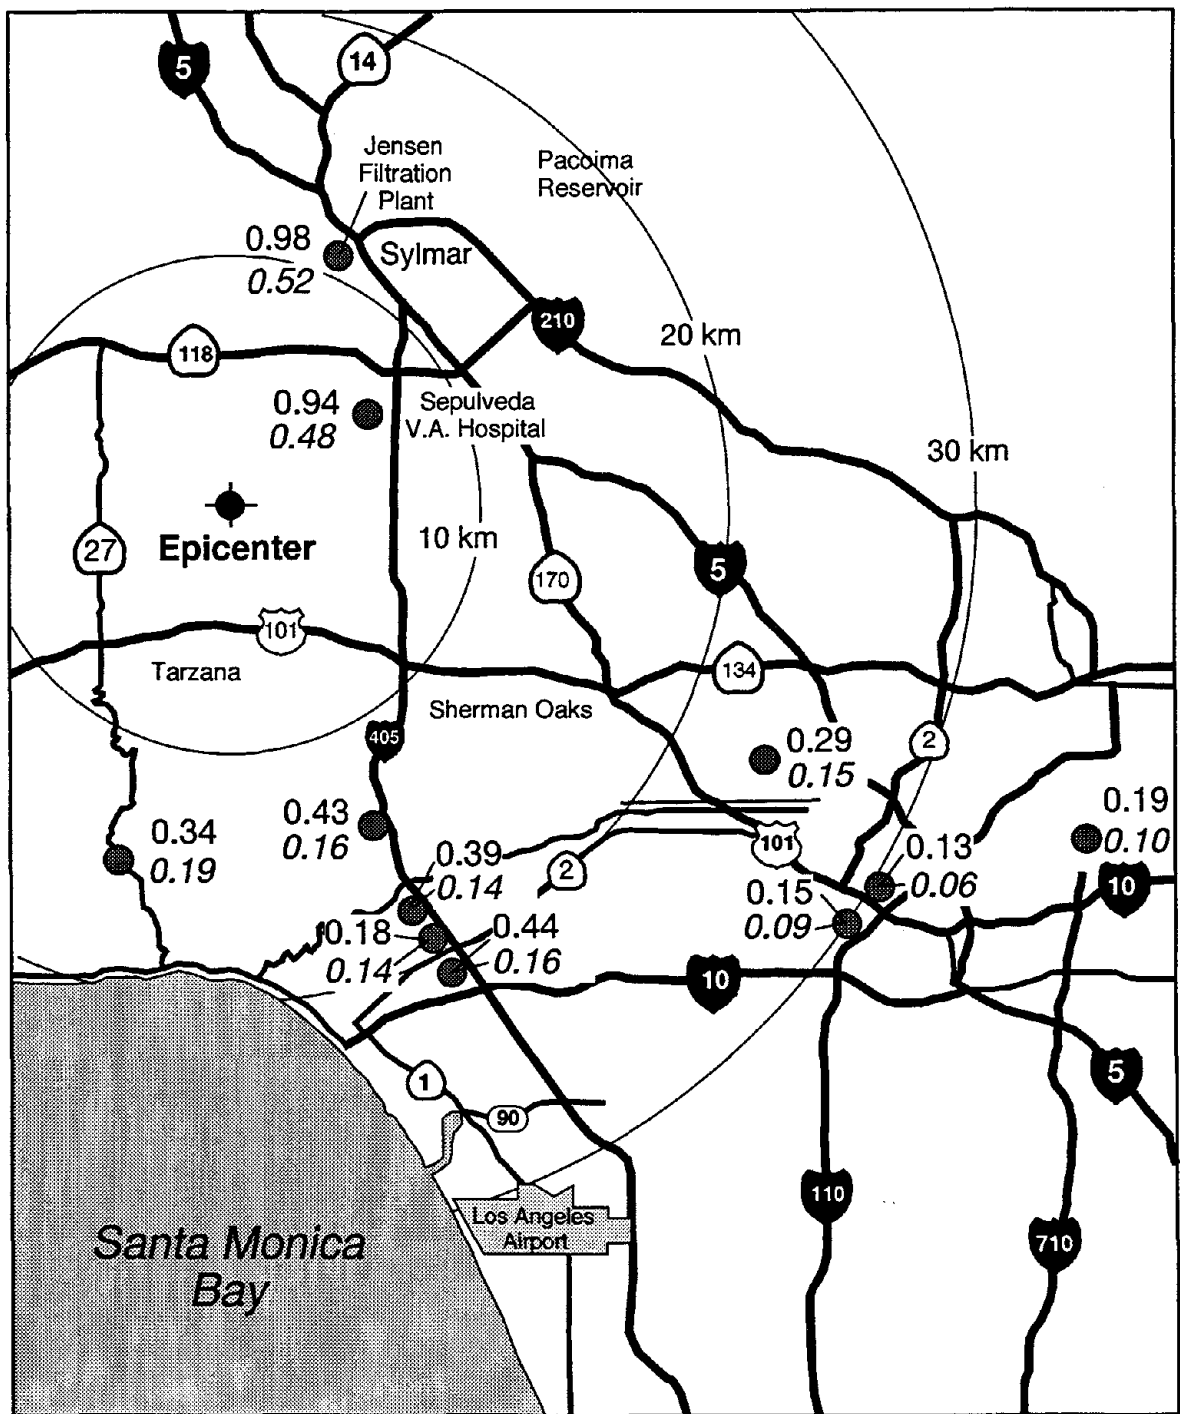 5
14
Jensen
Filtration
Plant
Pacoima
Reservoir
0.98
0.52
Sylmar
210
20 km
118
0.94
0.48
Sepulveda
V.A. Hospital
30 km
Epicenter
10 km
27
170
5
101
Tarzana
134
Sherman Oaks
405
2
0.29
0.15
0.43
0.16
0.34
0.19
0.39
0.14
2
101
0.13
0.06
0.19
0.10
10
0.15
0.09
0.18
0.14
0.44
0.16
10
1
90
5
110
Los Angeles
Airport
710
Santa Monica
Bay